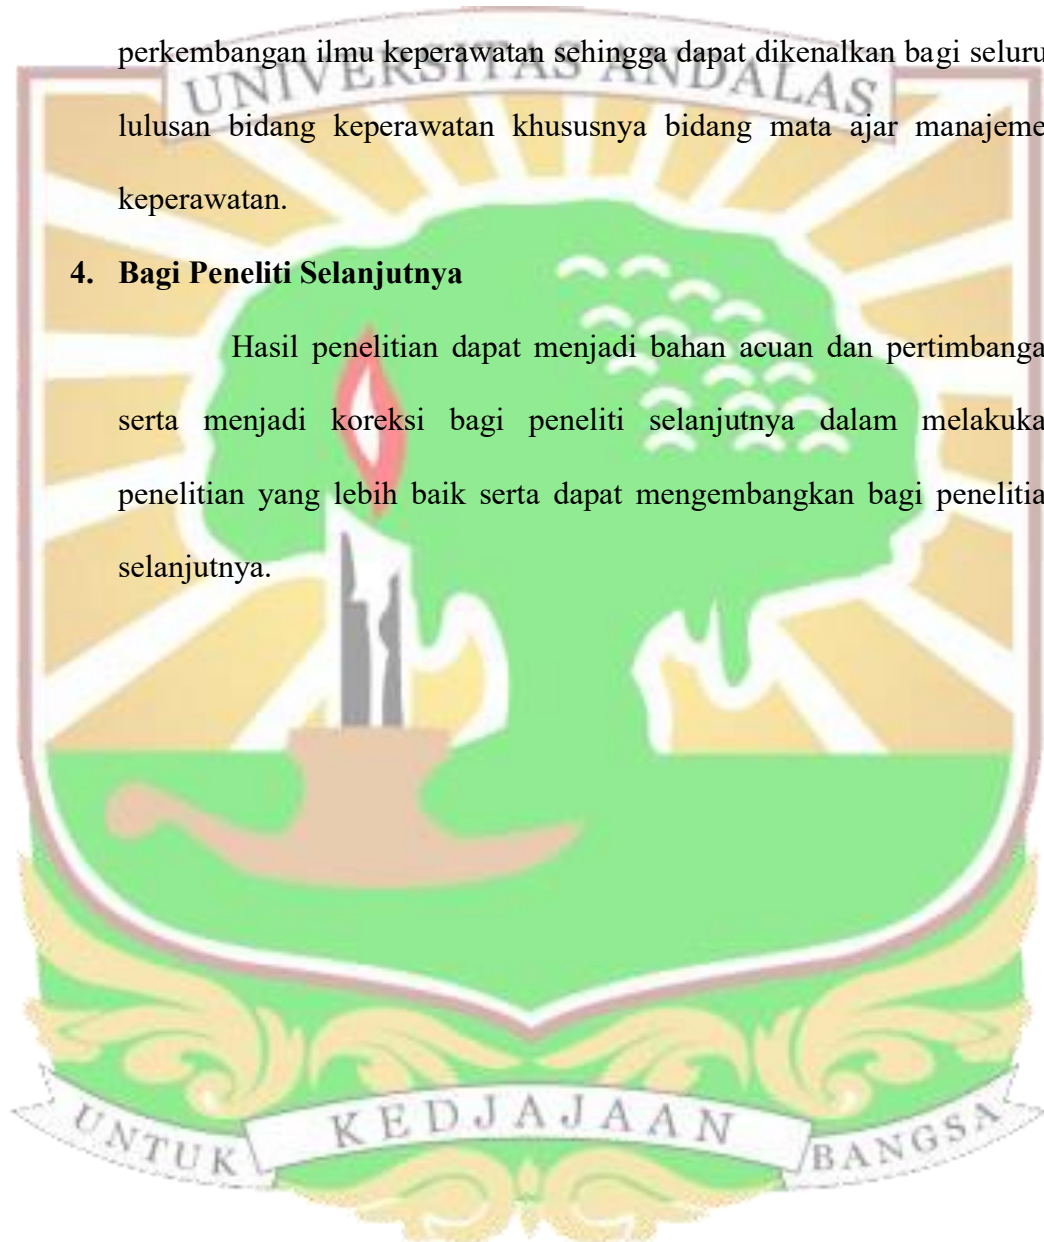 perkembangan ilmu keperawatan sehingga dapat dikenalkan bagi seluru
UNIVERSITAS ANDALAS
lulusan bidang keperawatan khususnya bidang mata ajar manajeme
keperawatan.
4. Bagi Peneliti Selanjutnya
Hasil penelitian dapat menjadi bahan acuan dan pertimbanga
serta menjadi koreksi bagi peneliti selanjutnya dalam melakuka
penelitian yang lebih baik serta dapat mengembangkan bagi penelitia
selanjutnya.
UNTUK KEDJAJAAN BANGSA